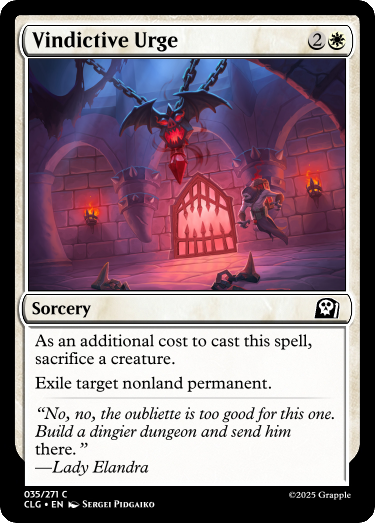 Vindictive Urge 2
Sorcery
As an additional cost to cast this spell,
sacrifice a creature.
Exile target nonland permanent.
“No, no, the oubliette is too good for this one.
Build a dingier dungeon and send him
there.”
—Lady Elandra
035/271 C
CLG • EN Sergei Pidgaiko
©2025 Grapple